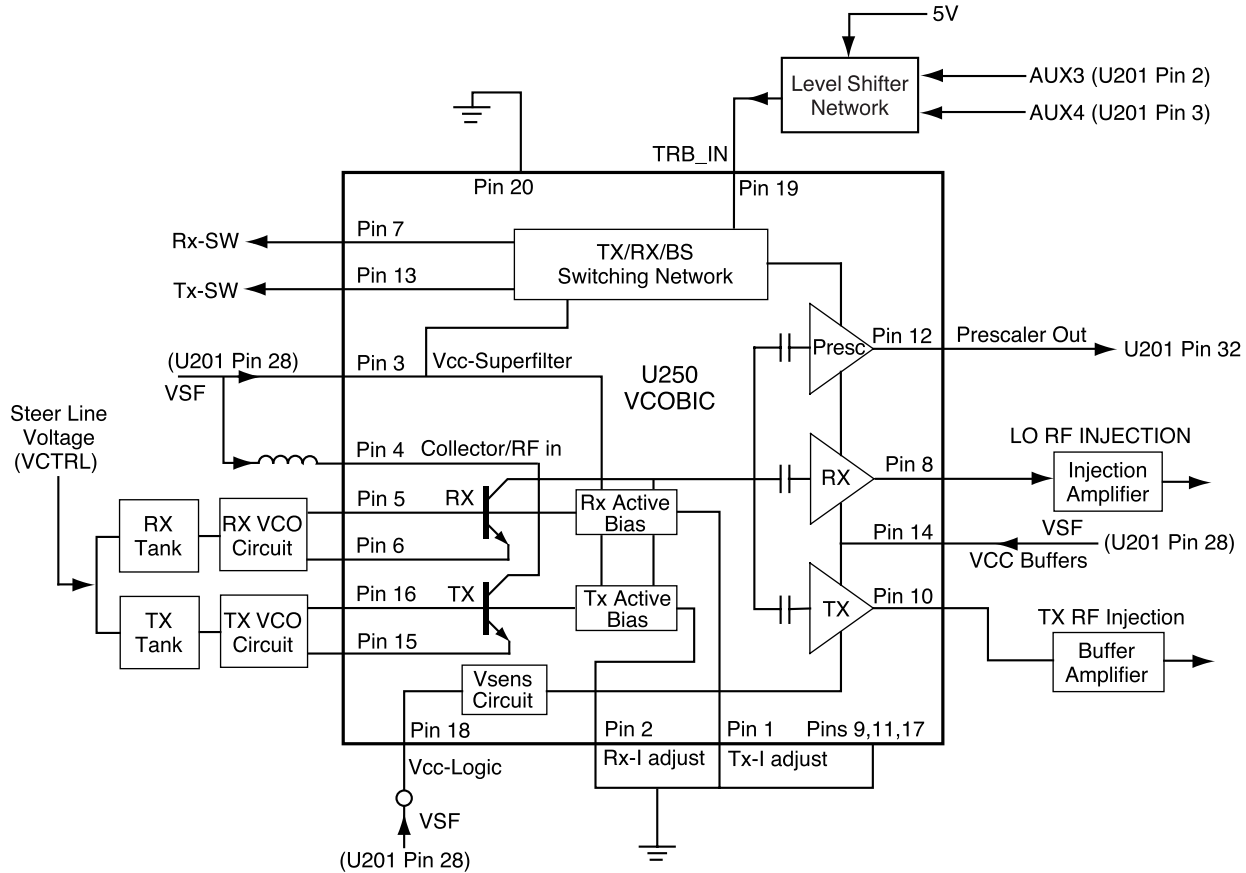 5V
Level Shifter
Network
AUX3 (U201 Pin 2)
AUX4 (U201 Pin 3)
TRB_IN
Pin 20
Pin 19
Rx-SW
Pin 7
TX/RX/BS
Switching Network
Tx-SW
Pin 13
Presc
Pin 12
Prescaler Out
U201 Pin 32
(U201 Pin 28)
VSF
Pin 3
Vcc-Superfilter
U250
VCOBIC
Steer Line
Voltage
(VCTRL)
Pin 4
Collector/RF in
RX
Pin 8
LO RF INJECTION
Injection
Amplifier
RX
Tank
RX VCO
Circuit
Pin 5
Pin 6
RX
Rx Active
Bias
Pin 14
VSF
VCC Buffers
(U201 Pin 28)
TX
Tank
TX VCO
Circuit
Pin 16
Pin 15
TX
Tx Active
Bias
TX
Pin 10
TX RF Injection
Buffer
Amplifier
Vsens
Circuit
Pin 18
Pin 2
Pin 1
Pins 9,11,17
Vcc-Logic
Rx-I adjust
Tx-I adjust
VSF
(U201 Pin 28)